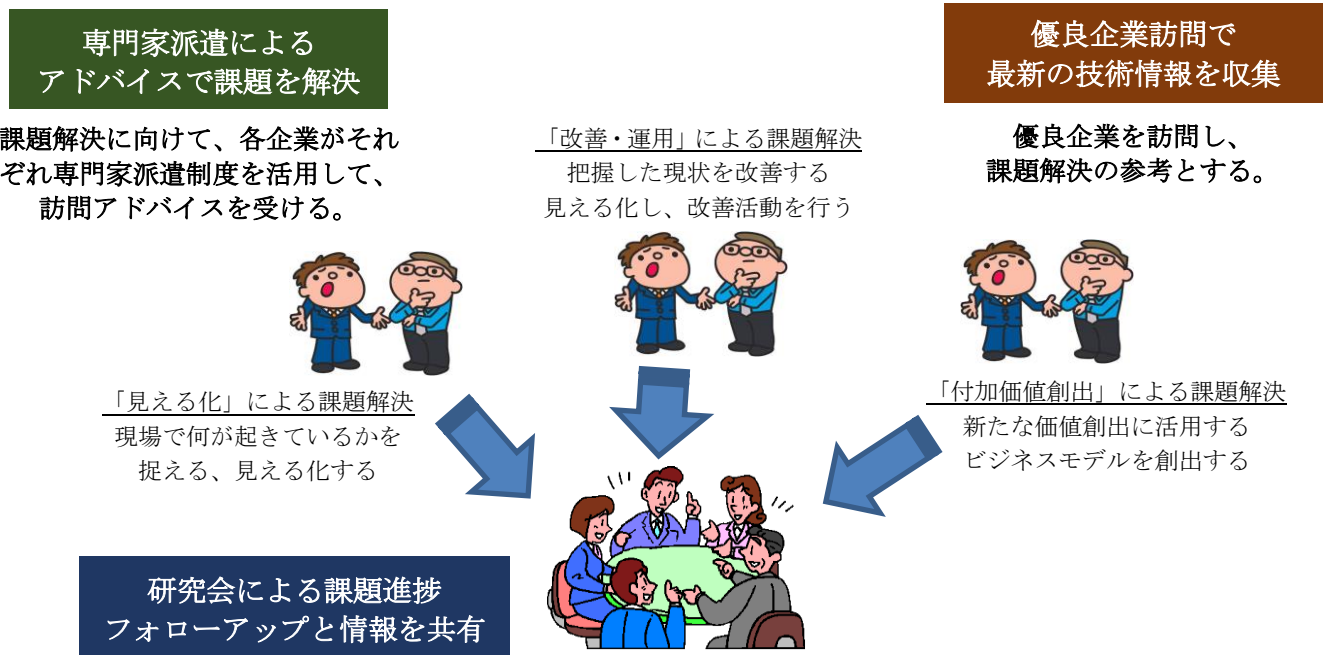 専門家派遣による
アドバイスで課題を解決
課題解決に向けて、各企業がそれ
ぞれ専門家派遣制度を活用して、
訪問アドバイスを受ける。
「改善・運用」による課題解決
把握した現状を改善する
見える化し、改善活動を行う
優良企業訪問で
最新の技術情報を収集
優良企業を訪問し、
課題解決の参考とする。
「見える化」による課題解決
現場で何が起きているかを
捉える、見える化する
「付加価値創出」による課題解決
新たな価値創出に活用する
ビジネスモデルを創出する
研究会による課題進捗
フォローアップと情報を共有